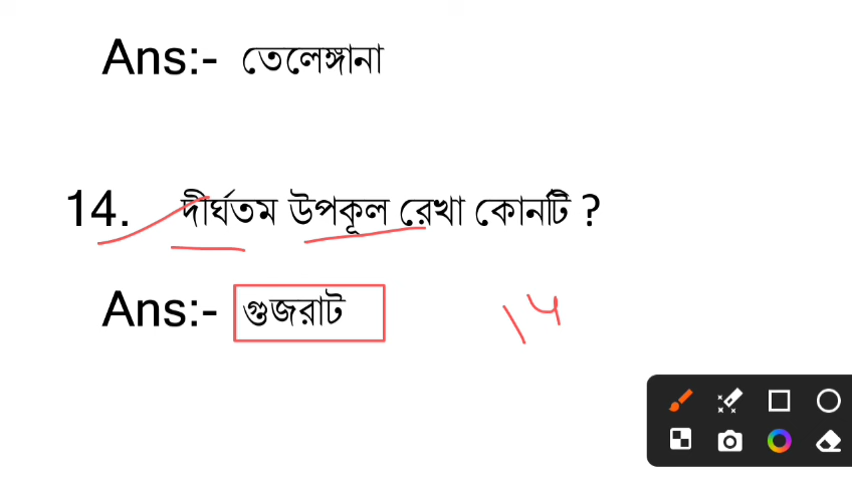 Ans:- তেলেঙ্গানা
14. দীর্ঘতম উপকূল রেখা কোনটি ?
Ans:- গুজরাট